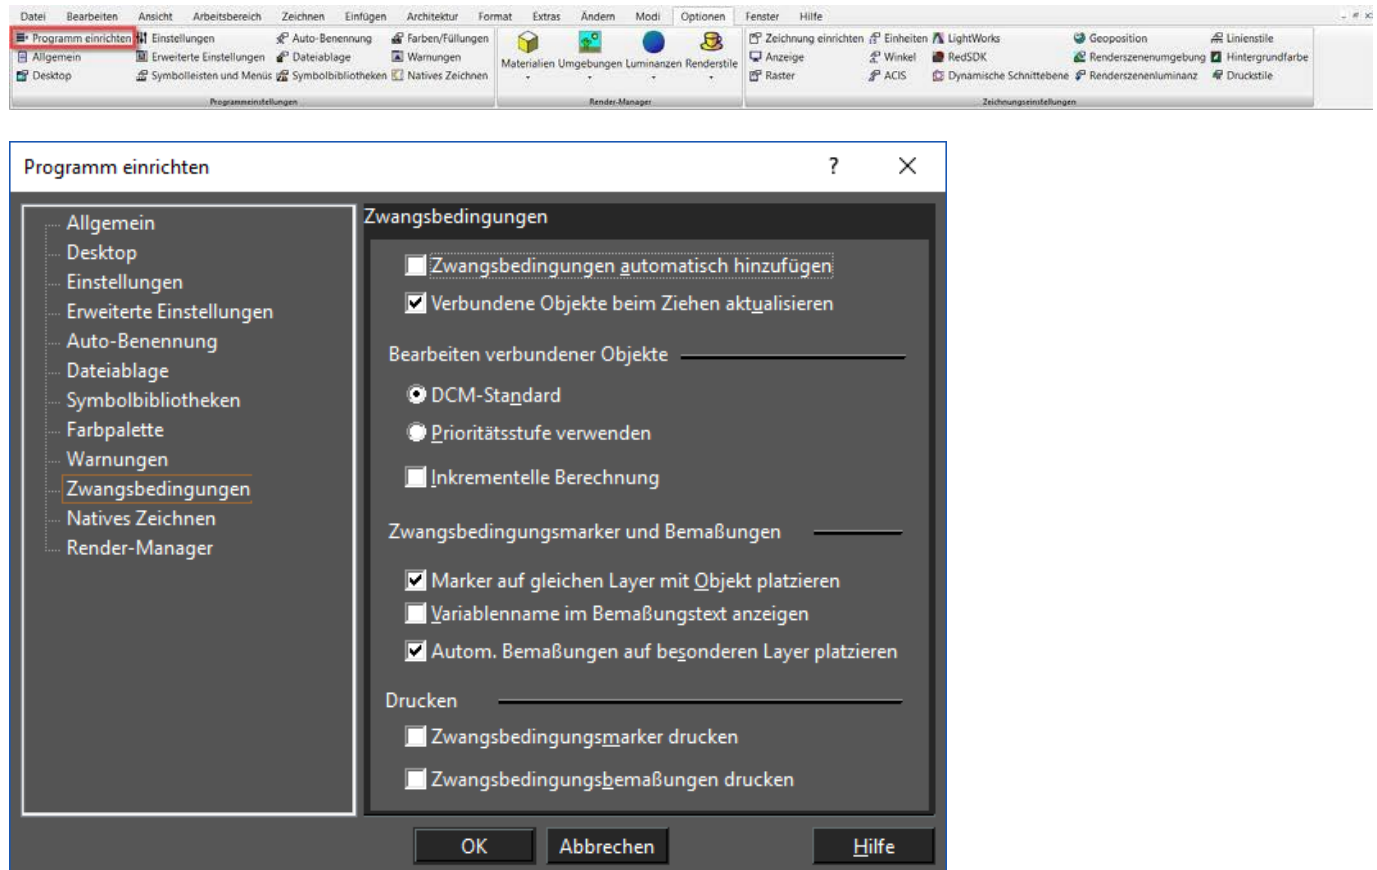 Datei Bearbeiten Ansicht Arbeitsbereich Zeichnen Einfügen Architektur Format Extras Ändern Modi Optionen Fenster Hilfe
Programm einrichten Einstellungen Auto-Benennung Farben/Füllungen Zeichnung einrichten Einheiten LightWorks Geoposition Linienstile
Allgemein Erweiterte Einstellungen Dateiablage Warnungen Materialien Umgebungen Luminanzen Renderstile Anzeige Winkel RedSDK Renderszenenumgebung Hintergrundfarbe
Desktop Symbolleisten und Menüs Symbolbibliotheken Natives Zeichnen Raster ACIS Dynamische Schnittebene Renderszenenluminanz Druckstile
Programmeinstellungen Render-Manager Zeichnungseinstellungen
Programm einrichten ?
Allgemein
Desktop
Einstellungen
Erweiterte Einstellungen
Auto-Benennung
Dateiablage
Symbolbibliotheken
Farbpalette
Warnungen
Zwangsbedingungen
Natives Zeichnen
Render-Manager
Zwangsbedingungen
Zwangsbedingungen automatisch hinzufügen
Verbundene Objekte beim Ziehen aktualisieren
Bearbeiten verbundener Objekte
DCM-Standard
Prioritätsstufe verwenden
Inkrementelle Berechnung
Zwangsbedingungsmarker und Bemaßungen
Marker auf gleichen Layer mit Objekt platzieren
Variablenname im Bemaßungstext anzeigen
Autom. Bemaßungen auf besonderen Layer platzieren
Drucken
Zwangsbedingungsmarker drucken
Zwangsbedingungsbemaßungen drucken
OK Abbrechen Hilfe